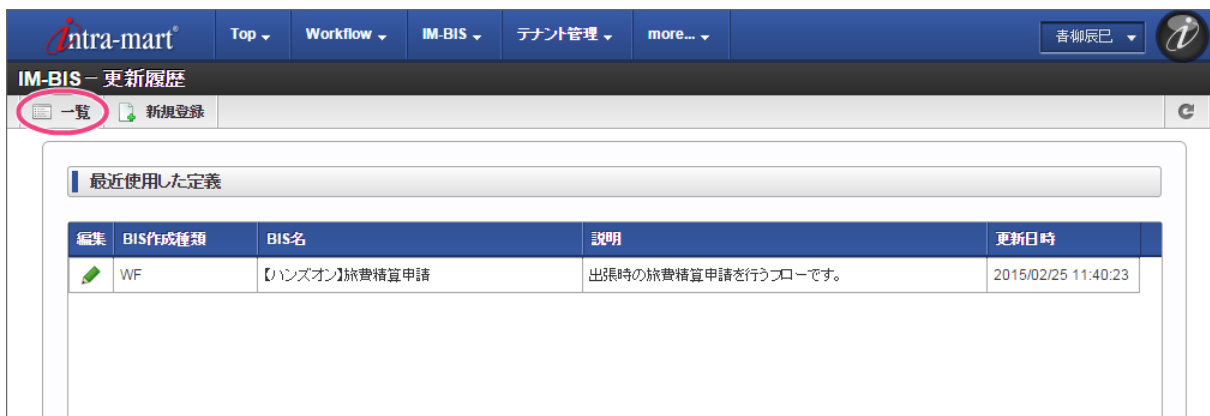 intra-mart® Top Workflow IM-BIS テナント管理 more... 青柳辰巳
IM-BIS－更新履歴
一覧 新規登録
最近使用した定義
編集 BIS作成種類 BIS名 説明 更新日時
WF 【ハンズオン】旅費精算申請 出張時の旅費精算申請を行うフローです。 2015/02/25 11:40:23